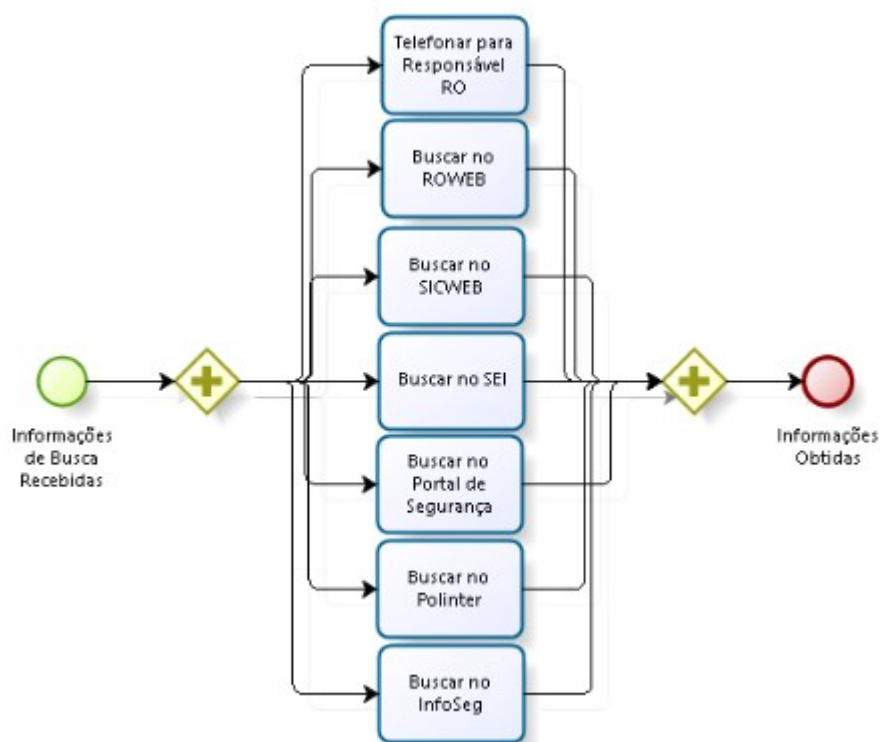 Telefonar para
Responsável
RO
Buscar no
ROWEB
Buscar no
SICWEB
Buscar no SEI
Buscar no
Portal de
Segurança
Buscar no
Polinter
Buscar no
InfoSeg
Informações
de Busca
Recebidas
Informações
Obtidas